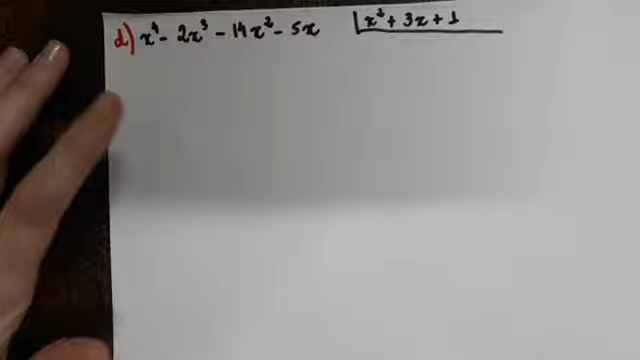 d) x⁴ - 2x³ - 14x² - 5x |x² + 3x + 1